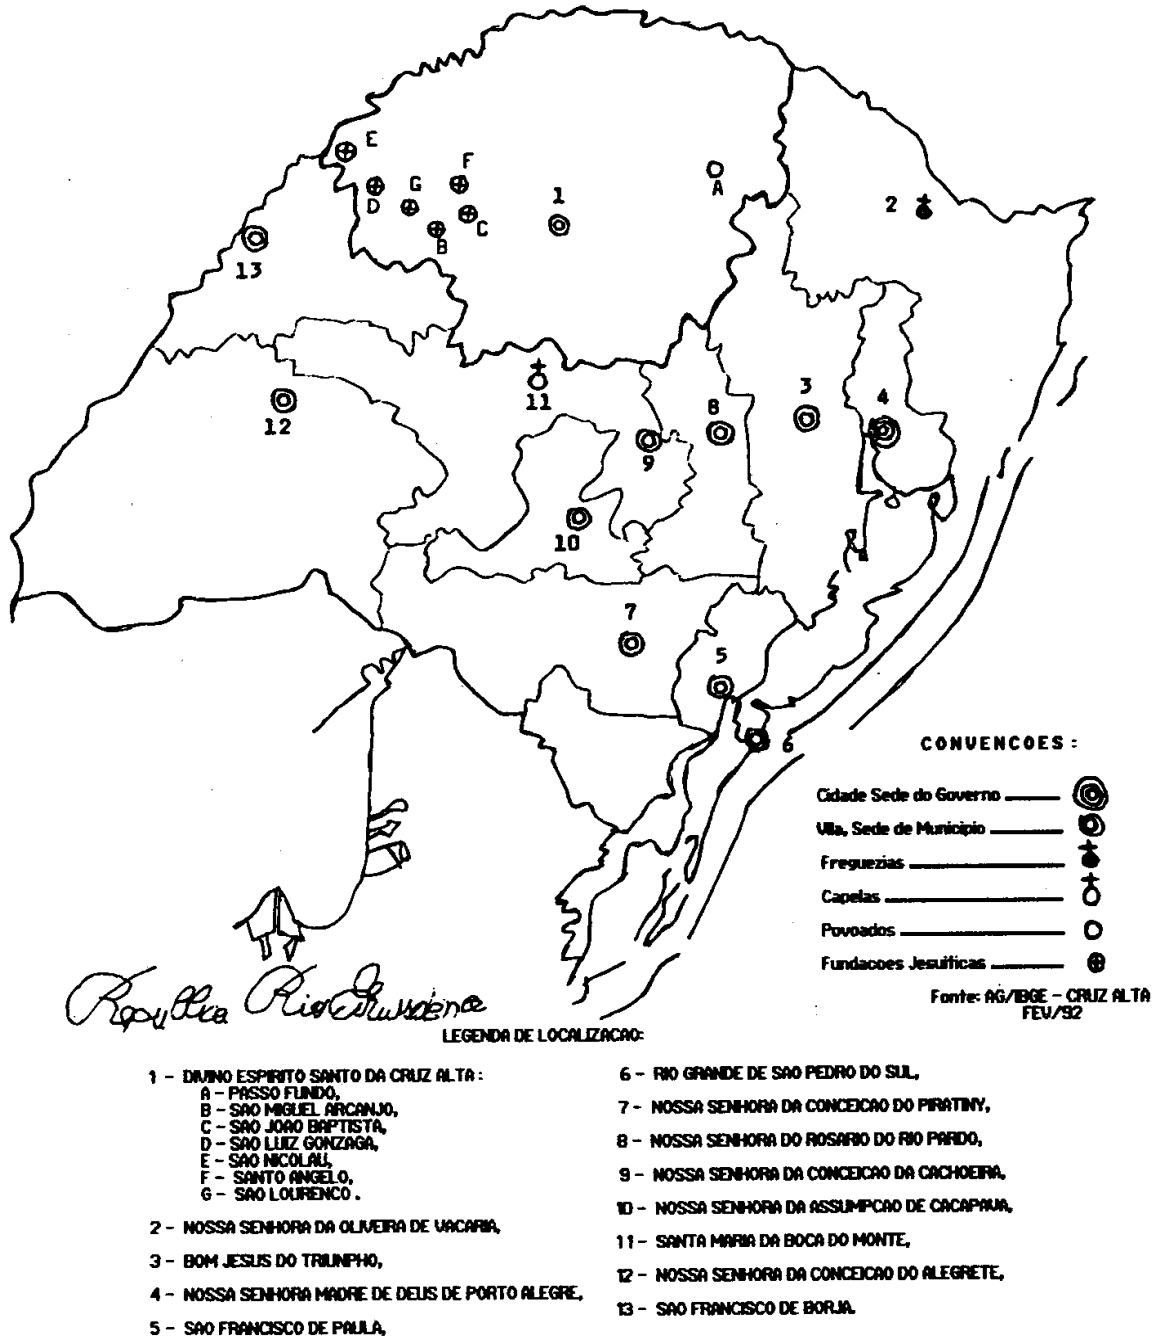 E
F
A
D
G
1
2
C
B
13
3
B
4
12
11
9
10
7
5
6
CONVENCOES :
Cidade Sede do Governo
Vila, Sede de Municipio
Freguezias
Capelas
Povoados
Fundacoes Jesuiticas
Fonte: AG/IBGE - CRUZ ALTA
FEV/92
Republica Rio Grandense
LEGENDA DE LOCALIZACAO:
1 - DIVINO ESPIRITO SANTO DA CRUZ ALTA :
A - PASSO FUNDO,
B - SAO MIGUEL ARCANJO,
C - SAO JOAO BAPTISTA,
D - SAO LUIZ GONZAGA,
E - SAO NICOLAU,
F - SANTO ANGELO,
G - SAO LOURENCO .
2 - NOSSA SENHORA DA OLIVEIRA DE VACARIA,
3 - BOM JESUS DO TRIUNPHO,
4 - NOSSA SENHORA MADRE DE DEUS DE PORTO ALEGRE,
5 - SAO FRANCISCO DE PAULA,
6 - RIO GRANDE DE SAO PEDRO DO SUL,
7 - NOSSA SENHORA DA CONCEICAO DO PIRATINY,
8 - NOSSA SENHORA DO ROSARIO DO RIO PARDO,
9 - NOSSA SENHORA DA CONCEICAO DA CACHOEIRA,
10 - NOSSA SENHORA DA ASSUMPCAO DE CACAPAVA,
11 - SANTA MARIA DA BOCA DO MONTE,
12 - NOSSA SENHORA DA CONCEICAO DO ALEGRETE,
13 - SAO FRANCISCO DE BORJA.